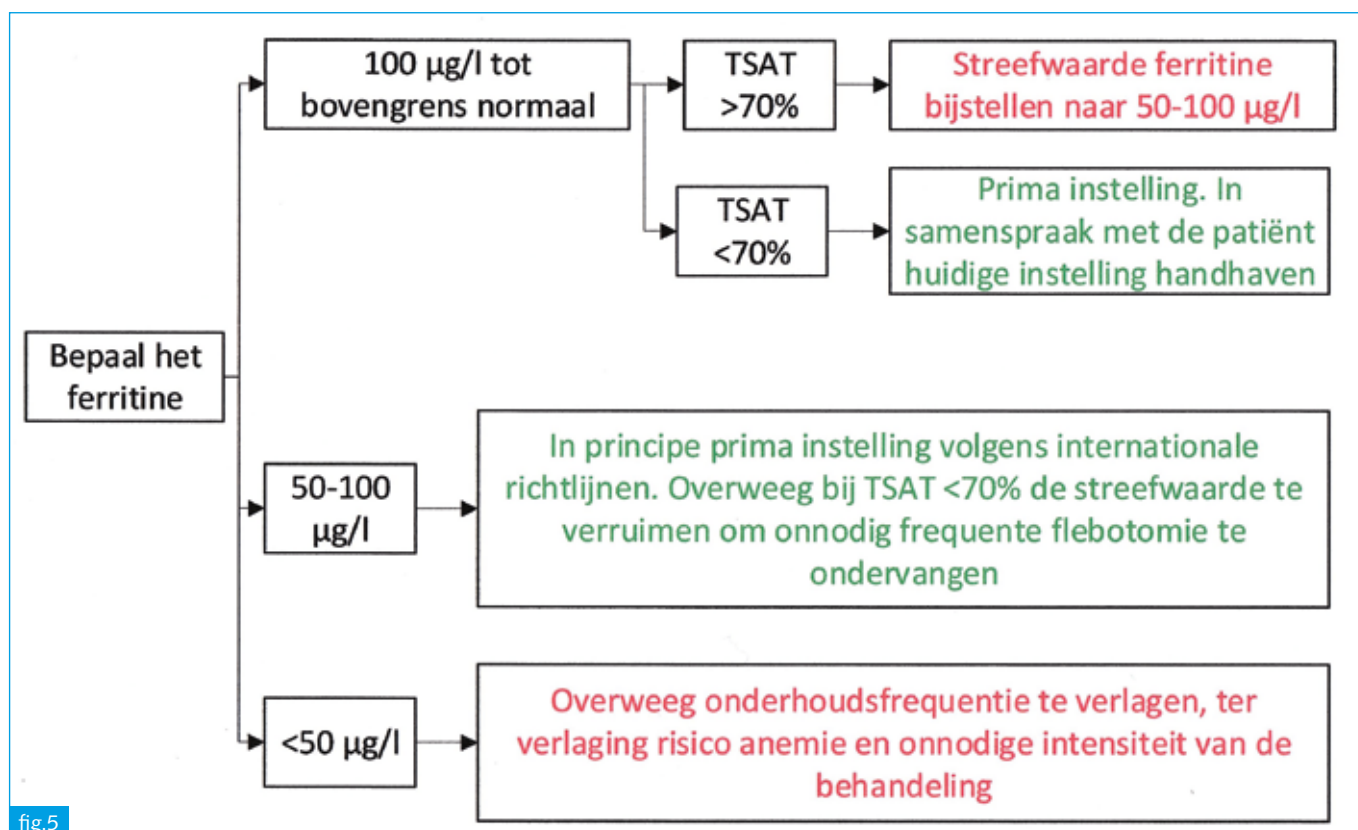 100 µg/l tot
bovengrens normaal
TSAT
>70%
Streefwaarde ferritine
bijstellen naar 50-100 µg/l
TSAT
<70%
Prima instelling. In
samenspraak met de patiënt
huidige instelling handhaven
Bepaal het
ferritine
50-100
µg/l
In principe prima instelling volgens internationale
richtlijnen. Overweeg bij TSAT <70% de streefwaarde te
verruimen om onnodig frequente flebotomie te
ondervangen
<50 µg/l
Overweeg onderhoudsfrequentie te verlagen, ter
verlaging risico anemie en onnodige intensiteit van de
behandeling
fig.5